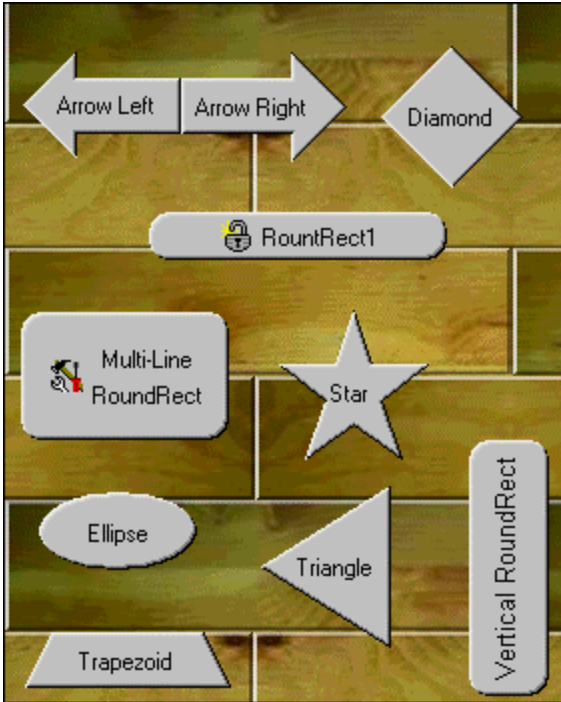 Arrow Left
Arrow Right
Diamond
RountRect1
Multi-Line
RoundRect
Star
Ellipse
Triangle
Vertical RoundRect
Trapezoid